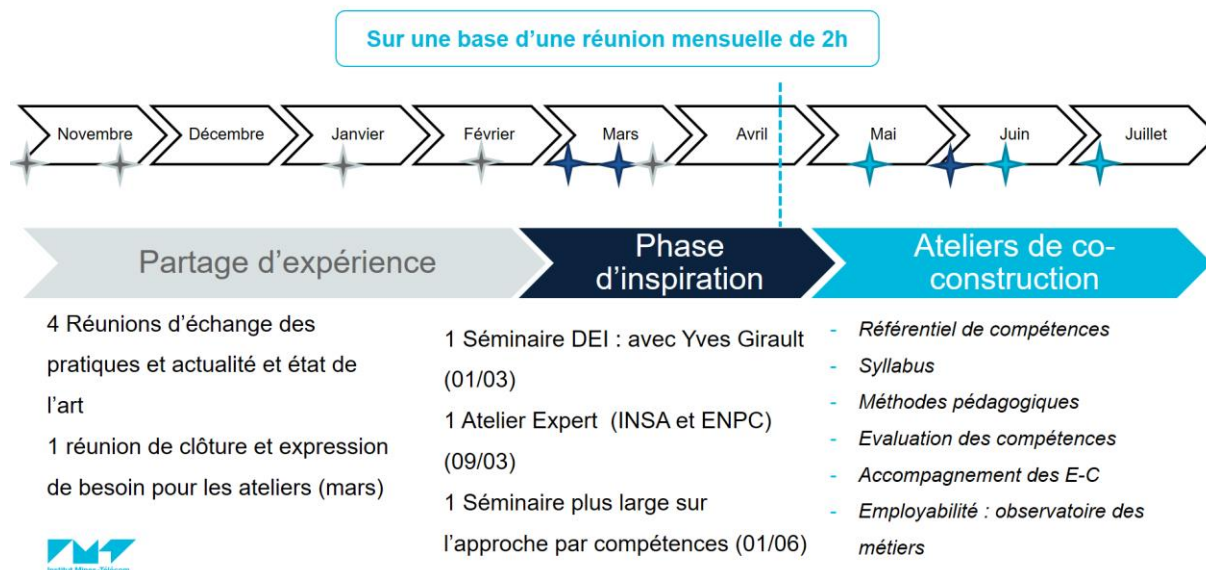 Sur une base d'une réunion mensuelle de 2h
Novembre
Décembre
Janvier
Février
Mars
Avril
Mai
Juin
Juillet
Partage d'expérience
Phase
d'inspiration
Ateliers de co-
construction
4 Réunions d'échange des
pratiques et actualité et état de
l'art
1 réunion de clôture et expression
de besoin pour les ateliers (mars)
1 Séminaire DEI : avec Yves Girault
(01/03)
1 Atelier Expert  (INSA et ENPC)
(09/03)
1 Séminaire plus large sur
l'approche par compétences (01/06)
- Référentiel de compétences
- Syllabus
- Méthodes pédagogiques
- Evaluation des compétences
- Accompagnement des E-C
- Employabilité : observatoire des
métiers
Institut Mines-Télécom